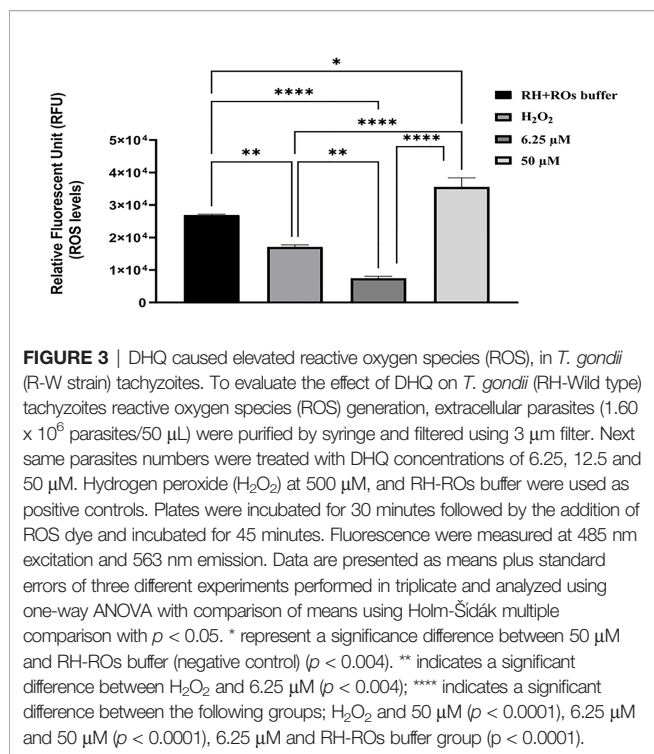 *
****
****
****
**
**
RH+ROs buffer
H₂O₂
6.25 µM
50 µM
Relative Fluorescent Unit (RFU)
(ROS levels)
5×10⁴
4×10⁴
3×10⁴
2×10⁴
1×10⁴
0
FIGURE 3 | DHQ caused elevated reactive oxygen species (ROS), in T. gondii
(R-W strain) tachyzoites. To evaluate the effect of DHQ on T. gondii (RH-Wild type)
tachyzoites reactive oxygen species (ROS) generation, extracellular parasites (1.60
x 10⁶ parasites/50 µL) were purified by syringe and filtered using 3 µm filter. Next
same parasites numbers were treated with DHQ concentrations of 6.25, 12.5 and
50 µM. Hydrogen peroxide (H₂O₂) at 500 µM, and RH-ROs buffer were used as
positive controls. Plates were incubated for 30 minutes followed by the addition of
ROS dye and incubated for 45 minutes. Fluorescence were measured at 485 nm
excitation and 563 nm emission. Data are presented as means plus standard
errors of three different experiments performed in triplicate and analyzed using
one-way ANOVA with comparison of means using Holm-Šídák multiple
comparison with p < 0.05. * represent a significance difference between 50 µM
and RH-ROs buffer (negative control) (p < 0.004). ** indicates a significant
difference between H₂O₂ and 6.25 µM (p < 0.004); **** indicates a significant
difference between the following groups; H₂O₂ and 50 µM (p < 0.0001), 6.25 µM
and 50 µM (p < 0.0001), 6.25 µM and RH-ROs buffer group (p < 0.0001).